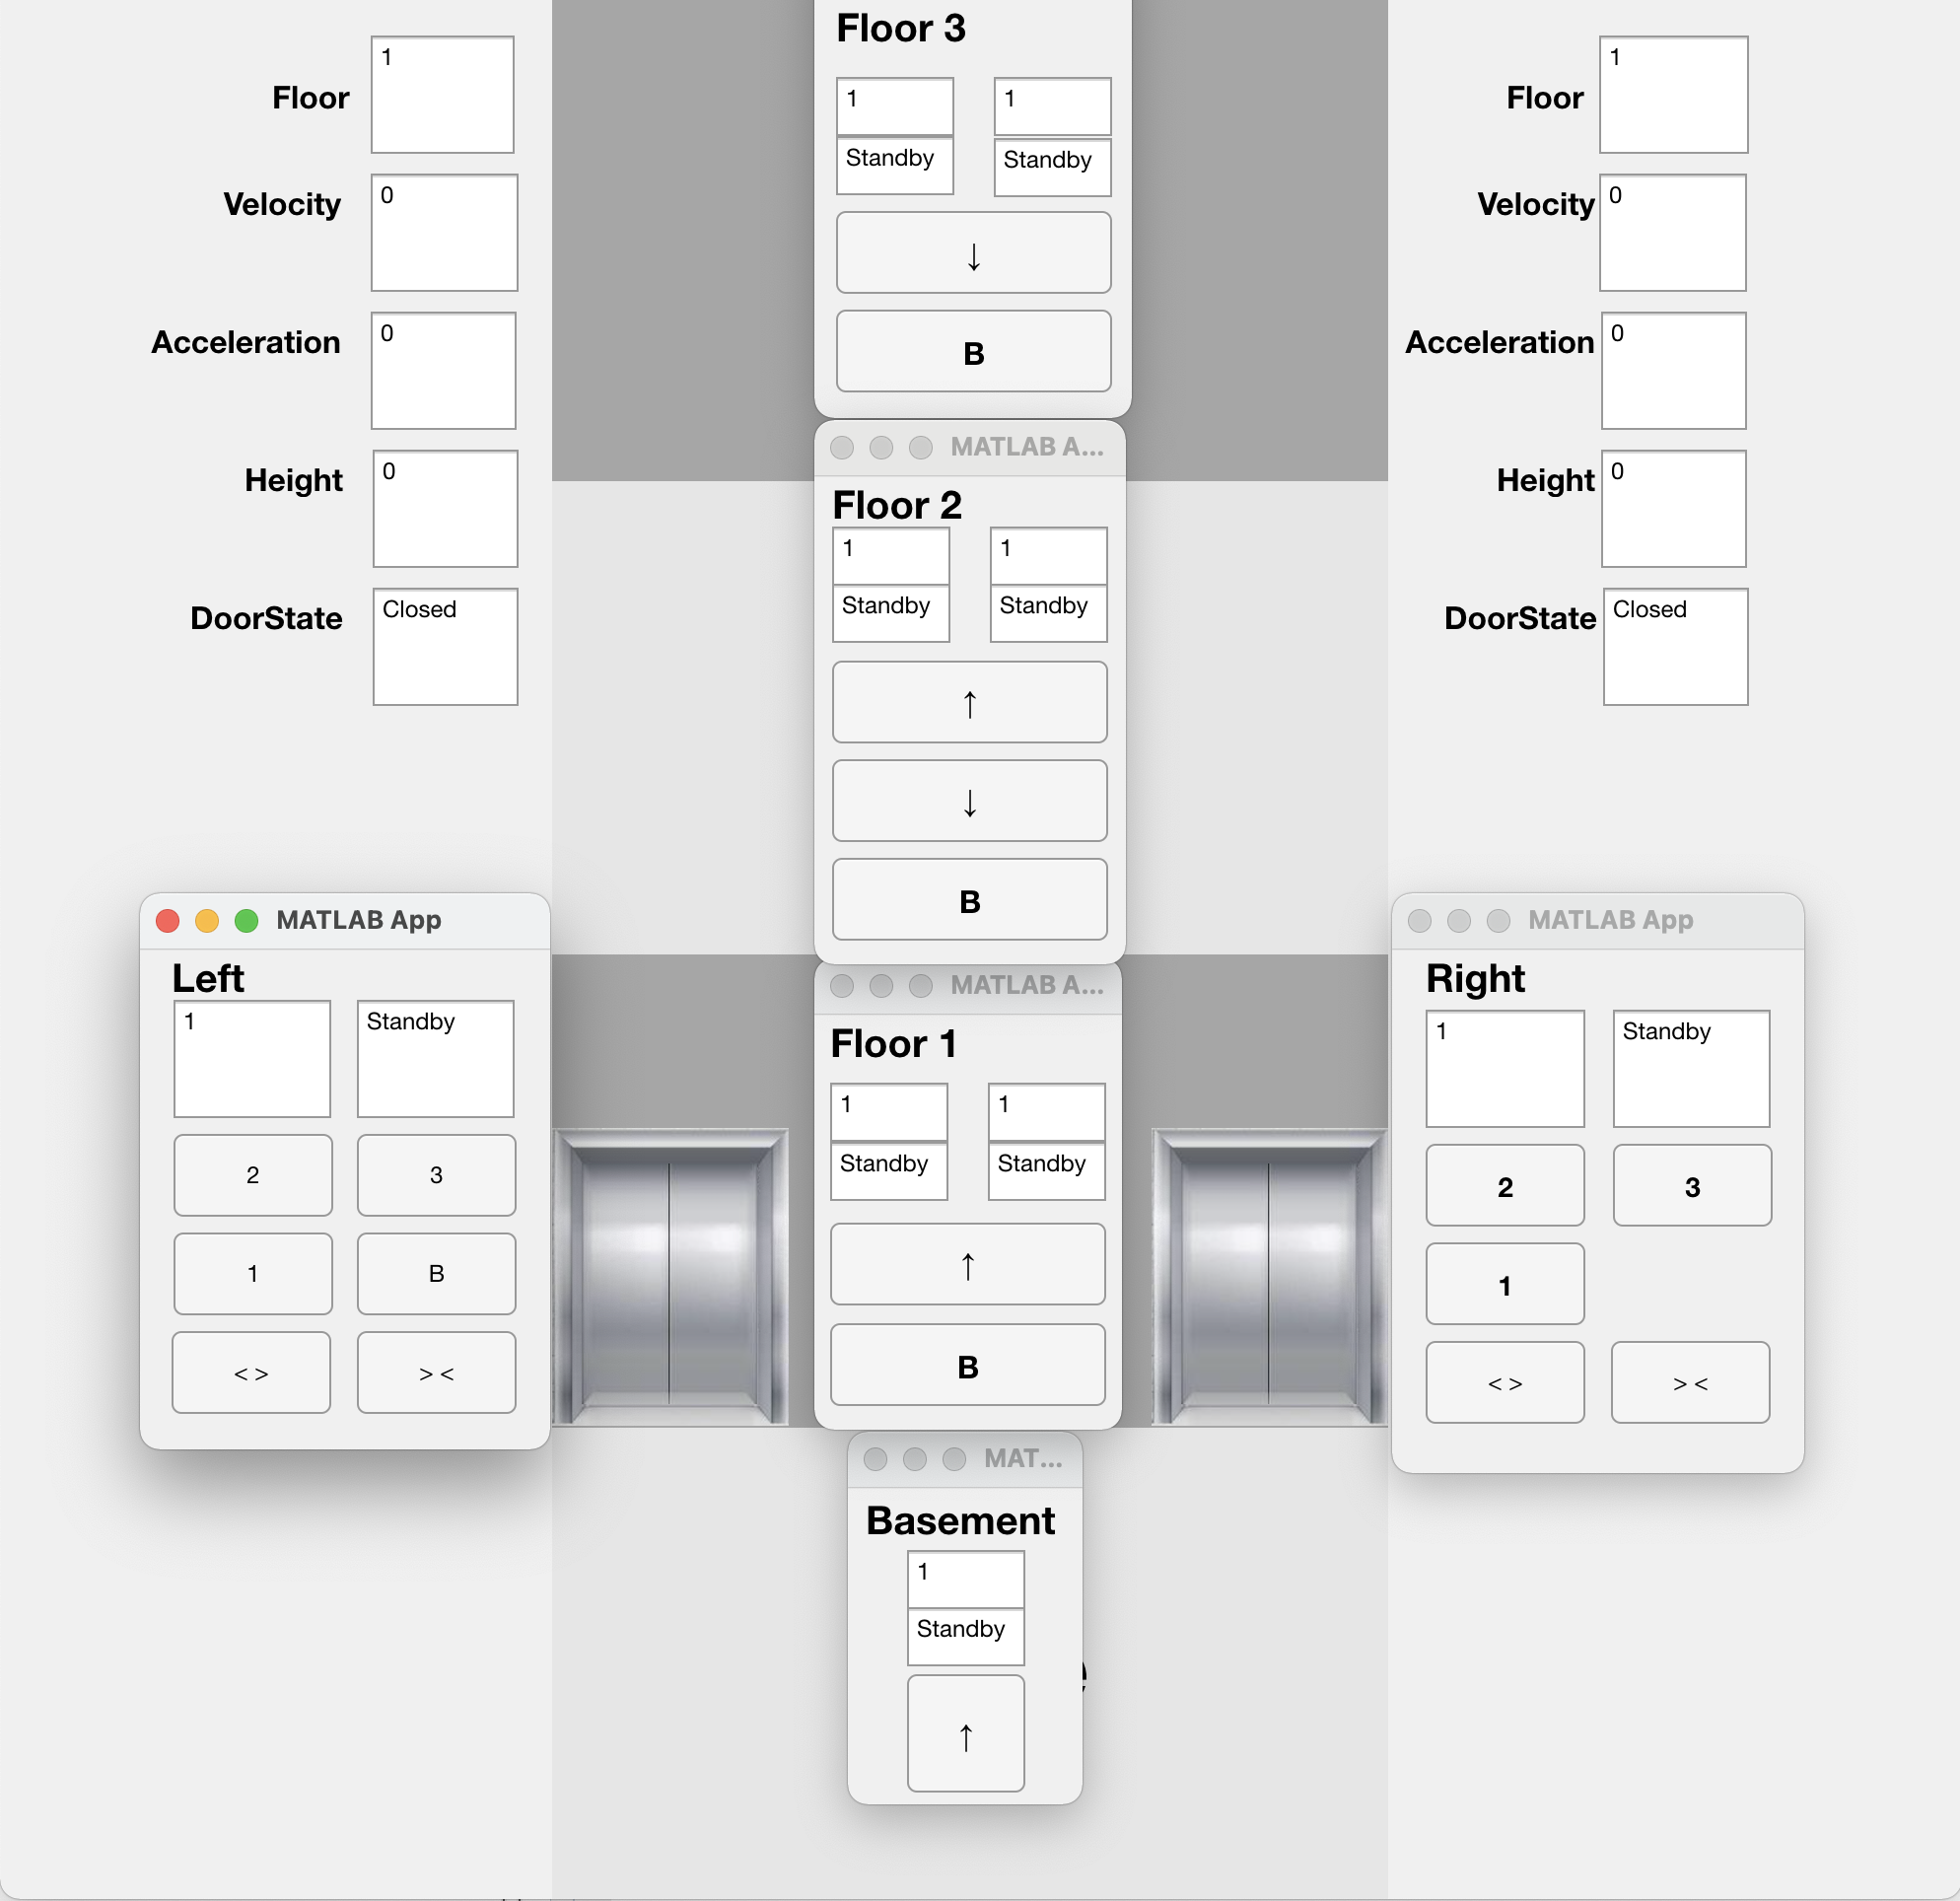 Floor 1
Velocity 0
Acceleration 0
Height 0
DoorState Closed
Floor 3
1 1
Standby Standby
↓
B
Floor 1
Velocity 0
Acceleration 0
Height 0
DoorState Closed
MATLAB A...
Floor 2
1 1
Standby Standby
↑
↓
B
MATLAB App
Left
1 Standby
2 3
1 B
< > > <
MATLAB A...
Floor 1
1 1
Standby Standby
↑
B
MATLAB App
Right
1 Standby
2 3
1
< > > <
MAT...
Basement
1
Standby
↑